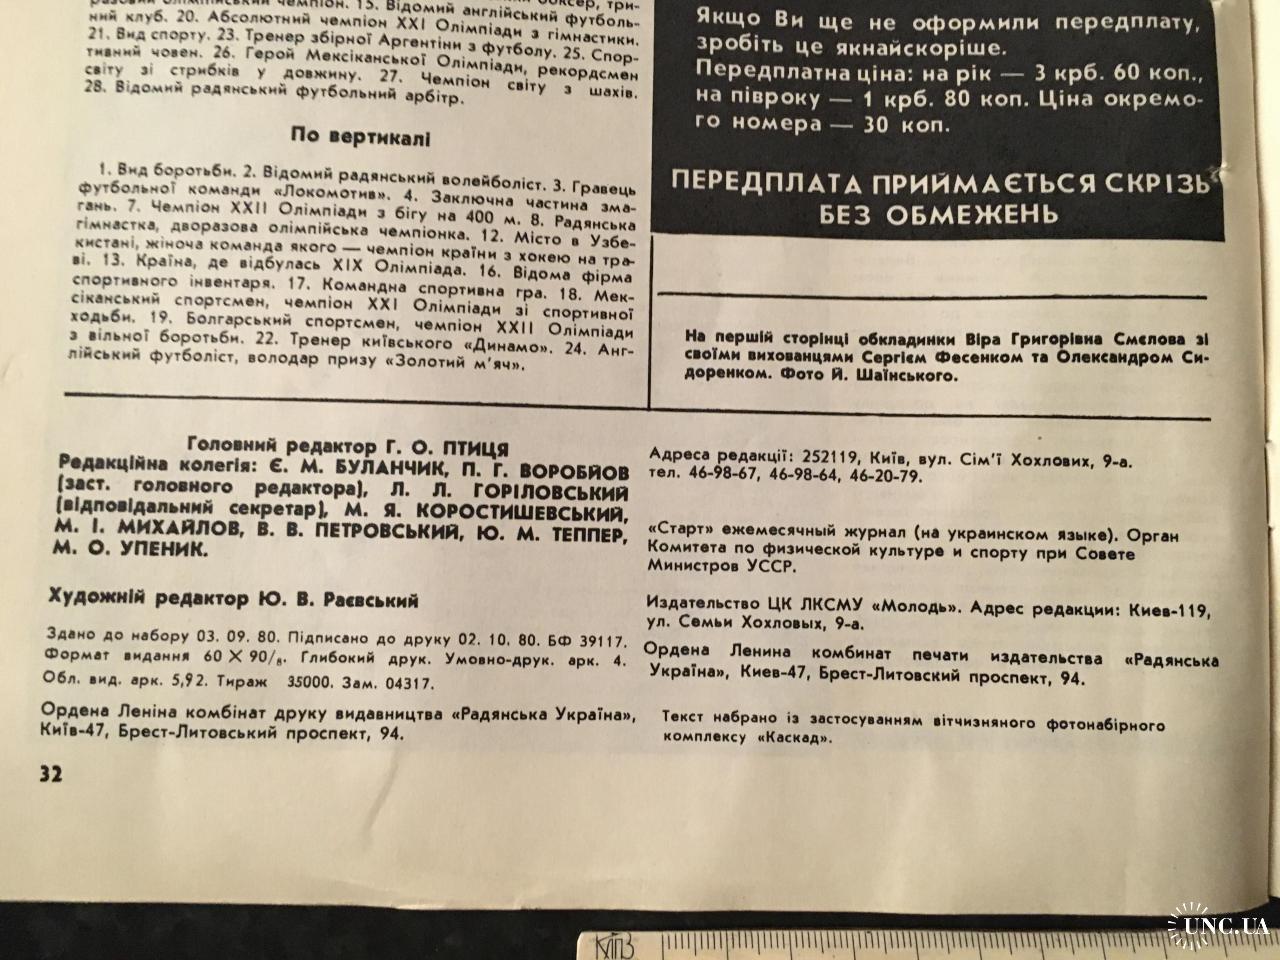 ний клуб. 20. Абсолютний чемпіон XXI Олімпіади з гімнастики.
21. Вид спорту. 23. Тренер збірної Аргентіни з футболу. 25. Спор-
тивний човен. 26. Герой Мексіканської Олімпіади, рекордсмен
світу зі стрибків у довжину. 27. Чемпіон світу з шахів.
28. Відомий радянський футбольний арбітр.
По вертикалі
1. Вид боротьби. 2. Відомий радянський волейболіст. 3. Гравець
футбольної команди «Локомотив». 4. Заключна частина зма-
гань. 7. Чемпіон XXII Олімпіади з бігу на 400 м. 8. Радянська
гімнастка, дворазова олімпійська чемпіонка. 12. Місто в Узбе-
кистані, жіноча команда якого — чемпіон країни з хокею на тра-
ві. 13. Країна, де відбулась XIX Олімпіада. 16. Відома фірма
спортивного інвентаря. 17. Командна спортивна гра. 18. Мек-
сіканський спортсмен, чемпіон XXI Олімпіади зі спортивної
ходьби. 19. Болгарський спортсмен, чемпіон XXII Олімпіади
з вільної боротьби. 22. Тренер київського «Динамо». 24. Анг-
лійський футболіст, володар призу «Золотий м'яч».
Якщо Ви ще не оформили передплату,
зробіть це якнайскоріше.
Передплатна ціна: на рік — 3 крб. 60 коп.,
на півроку — 1 крб. 80 коп. Ціна окремо-
го номера — 30 коп.
ПЕРЕДПЛАТА ПРИЙМАЄТЬСЯ СКРІЗЬ
БЕЗ ОБМЕЖЕНЬ
На першій сторінці обкладинки Віра Григорівна Смєлова зі
своїми вихованцями Сергієм Фесенком та Олександром Си-
доренком. Фото Й. Шаїнського.
Головний редактор Г. О. ПТИЦЯ
Редакційна колегія: Є. М. БУЛАНЧИК, П. Г. ВОРОБЙОВ
(заст. головного редактора), Л. Л. ГОРІЛОВСЬКИЙ
(відповідальний секретар), М. Я. КОРОСТИШЕВСЬКИЙ,
М. І. МИХАЙЛОВ, В. В. ПЕТРОВСЬКИЙ, Ю. М. ТЕППЕР,
М. О. УПЕНИК.
Художній редактор Ю. В. Раєвський
Здано до набору 03. 09. 80. Підписано до друку 02. 10. 80. БФ 39117.
Формат видання 60 X 90/8. Глибокий друк. Умовно-друк. арк. 4.
Обл. вид. арк. 5,92. Тираж 35000. Зам. 04317.
Ордена Леніна комбінат друку видавництва «Радянська Україна»,
Київ-47, Брест-Литовський проспект, 94.
32
Адреса редакції: 252119, Київ, вул. Сім'ї Хохлових, 9-а.
тел. 46-98-67, 46-98-64, 46-20-79.
«Старт» ежемесячный журнал (на украинском языке). Орган
Комитета по физической культуре и спорту при Совете
Министров УССР.
Издательство ЦК ЛКСМУ «Молодь». Адрес редакции: Киев-119,
ул. Семьи Хохловых, 9-а.
Ордена Ленина комбинат печати издательства «Радянська
Україна», Киев-47, Брест-Литовский проспект, 94.
Текст набрано із застосуванням вітчизняного фотонабірного
комплексу «Каскад».
UNC.UA